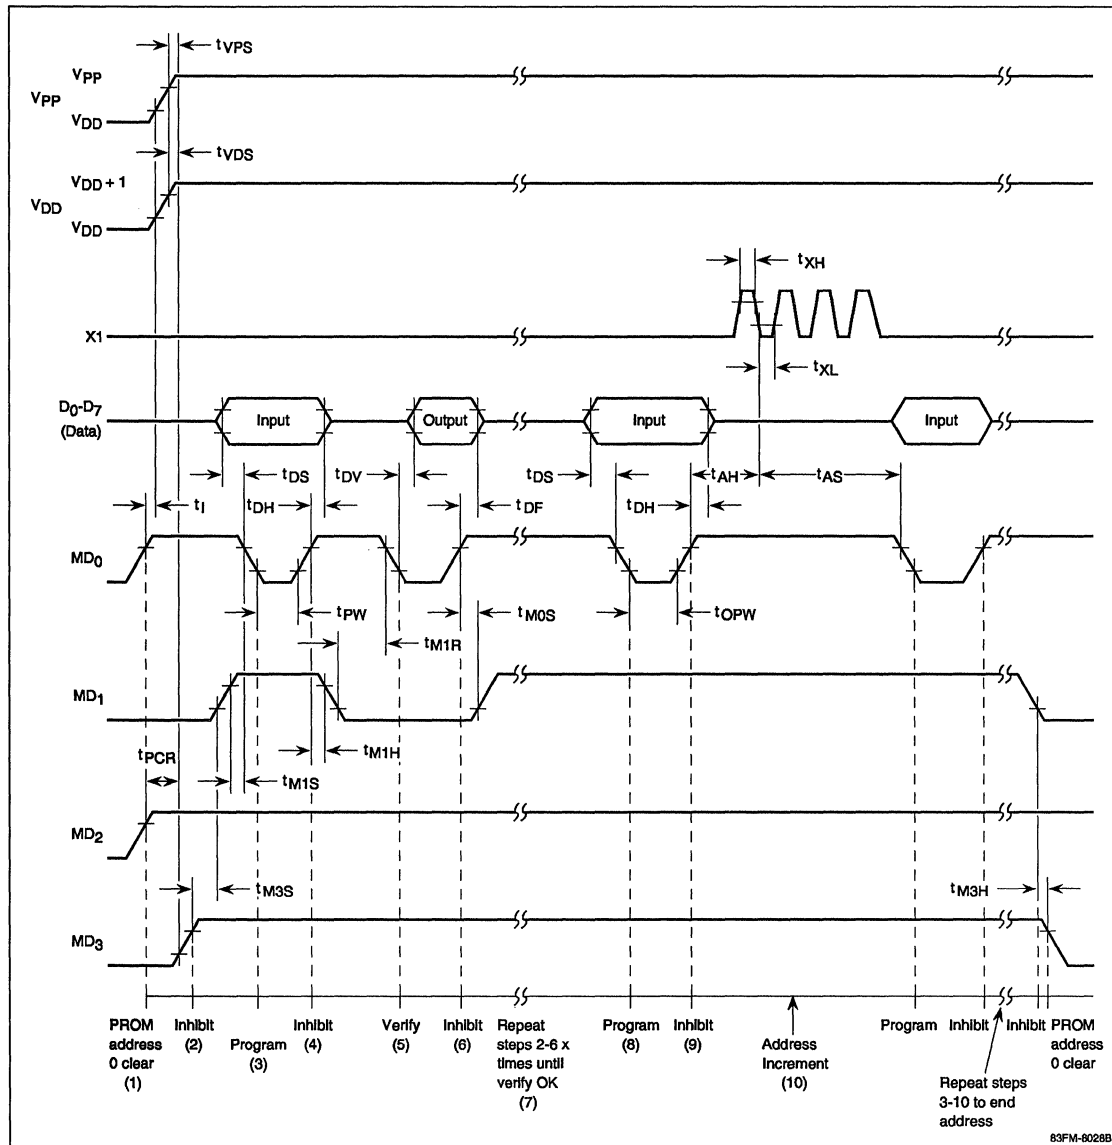 tVPS
VPP
VPP
VDD
tVDS
VDD + 1
VDD
VDD
tXH
X1
tXL
D0-D7
(Data)
Input
Output
Input
Input
tDS
tDV
tDS
tAH
tAS
tI
tDH
tDF
tDH
MD0
tPW
tM0S
tOPW
tM1R
MD1
tPCR
tM1H
tM1S
MD2
tM3S
tM3H
MD3
PROM
address
0 clear
(1)
Inhibit
(2)
Program
(3)
Inhibit
(4)
Verify
(5)
Inhibit
(6)
Repeat
steps 2-6 x
times until
verify OK
(7)
Program
(8)
Inhibit
(9)
Address
Increment
(10)
Program
Inhibit
Inhibit
PROM
address
0 clear
Repeat steps
3-10 to end
address
83FM-8026B